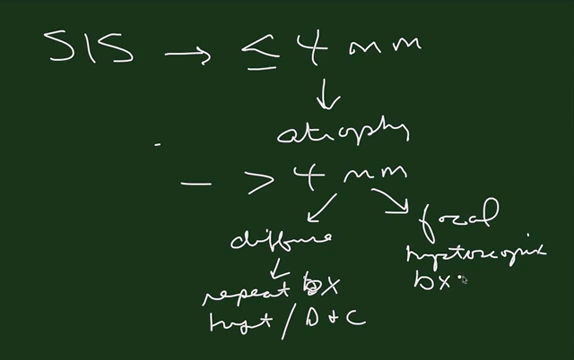 SIS → ≤ 4 mm
↓
atrophy
— > 4 mm
diffuse
focal
↓
hysteroscopic
repeat bx
bx
hyst / D + C